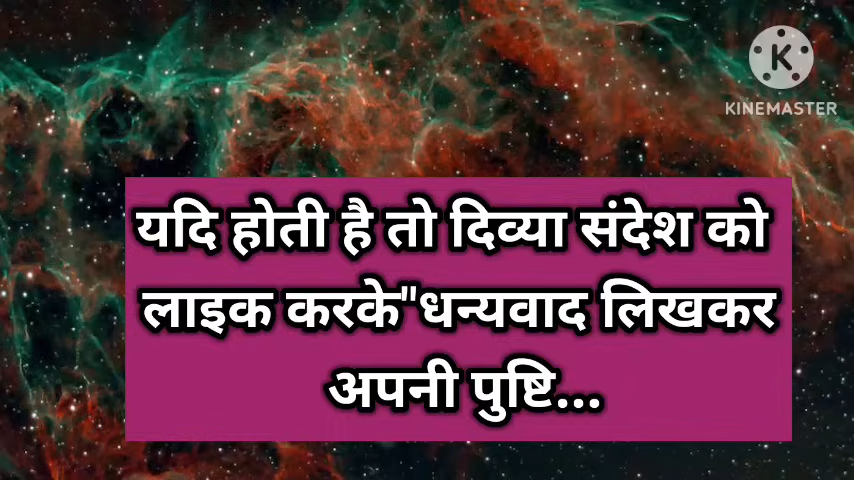 KINEMASTER
यदि होती है तो दिव्या संदेश को
लाइक करके"धन्यवाद लिखकर
अपनी पुष्टि...